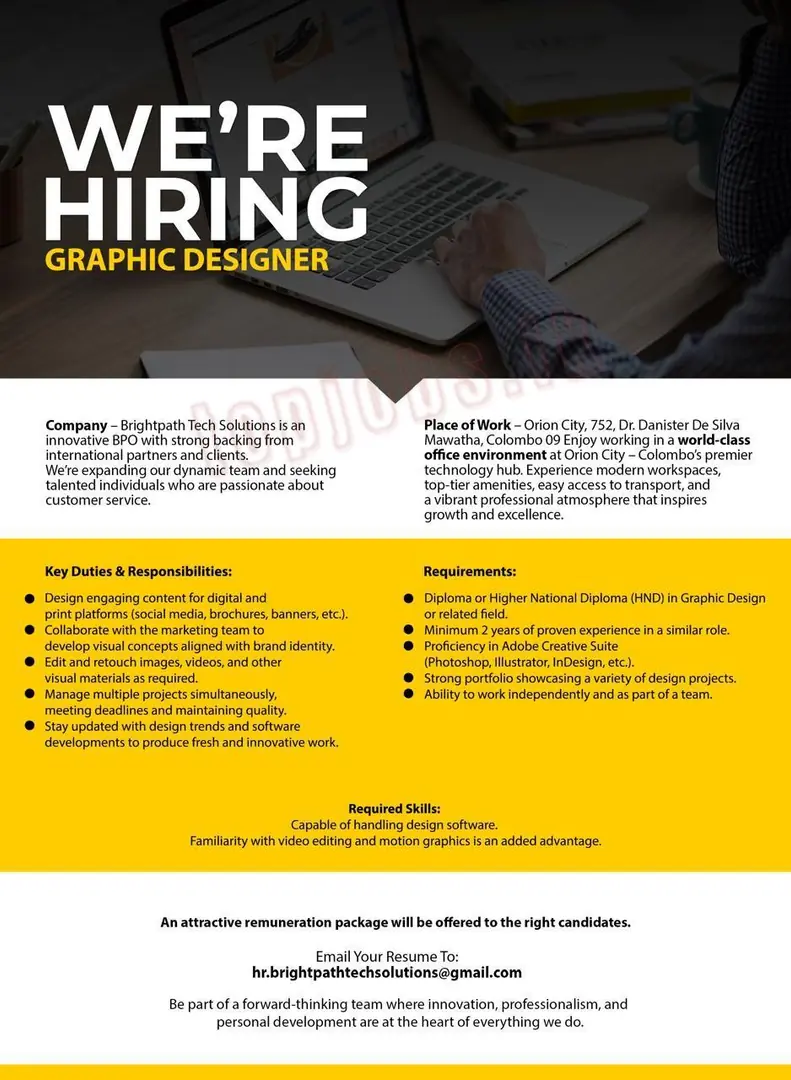 WE'RE
HIRING
GRAPHIC DESIGNER
topjobs.
Company – Brightpath Tech Solutions is an
innovative BPO with strong backing from
international partners and clients.
We're expanding our dynamic team and seeking
talented individuals who are passionate about
customer service.
Place of Work – Orion City, 752, Dr. Danister De Silva
Mawatha, Colombo 09 Enjoy working in a world-class
office environment at Orion City – Colombo's premier
technology hub. Experience modern workspaces,
top-tier amenities, easy access to transport, and
a vibrant professional atmosphere that inspires
growth and excellence.
Key Duties & Responsibilities:
● Design engaging content for digital and
print platforms (social media, brochures, banners, etc.).
● Collaborate with the marketing team to
develop visual concepts aligned with brand identity.
● Edit and retouch images, videos, and other
visual materials as required.
● Manage multiple projects simultaneously,
meeting deadlines and maintaining quality.
● Stay updated with design trends and software
developments to produce fresh and innovative work.
Requirements:
● Diploma or Higher National Diploma (HND) in Graphic Design
or related field.
● Minimum 2 years of proven experience in a similar role.
● Proficiency in Adobe Creative Suite
(Photoshop, Illustrator, InDesign, etc.).
● Strong portfolio showcasing a variety of design projects.
● Ability to work independently and as part of a team.
Required Skills:
Capable of handling design software.
Familiarity with video editing and motion graphics is an added advantage.
An attractive remuneration package will be offered to the right candidates.
Email Your Resume To:
hr.brightpathtechsolutions@gmail.com
Be part of a forward-thinking team where innovation, professionalism, and
personal development are at the heart of everything we do.